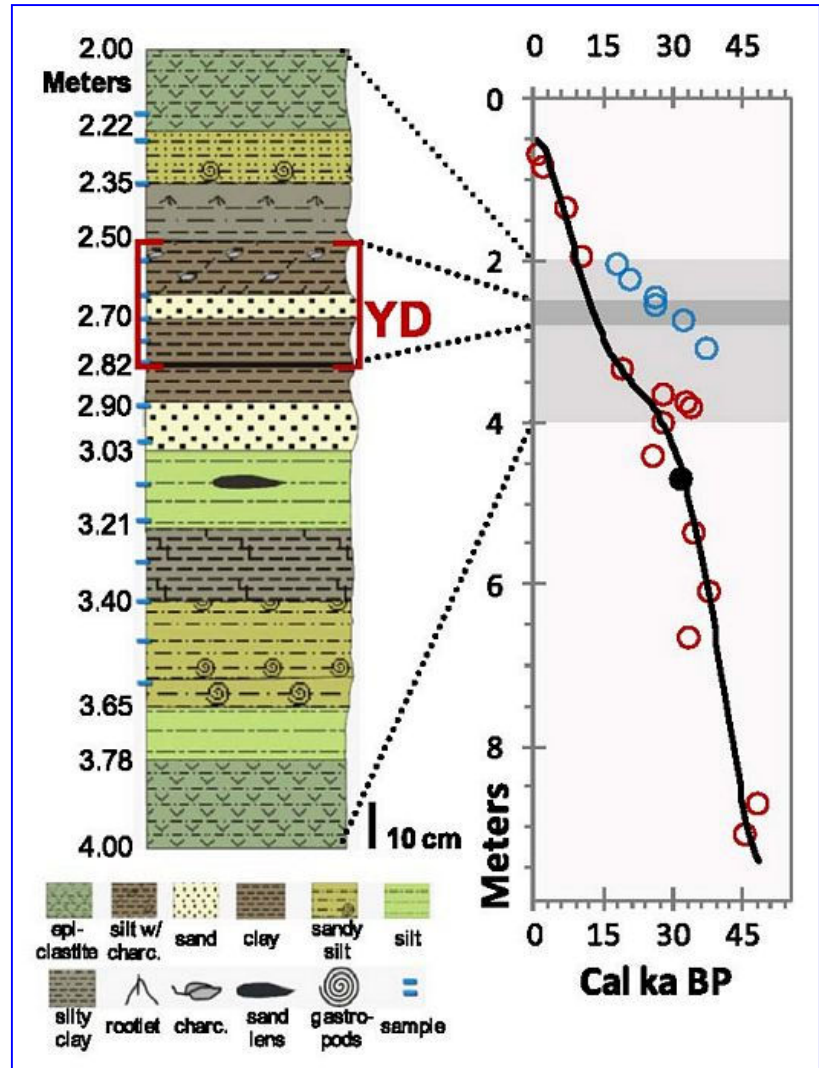 2.00
Meters
2.22
2.35
2.50
2.70
2.82
2.90
3.03
3.21
3.40
3.65
3.78
4.00
YD
10 cm
epi-
clastite
silt w/
charc.
sand
clay
sandy
silt
silt
silty
clay
rootlet
charc.
sand
lens
gastro-
pods
sample
0 15 30 45
0
2
4
6
8
Meters
0 15 30 45
Cal ka BP